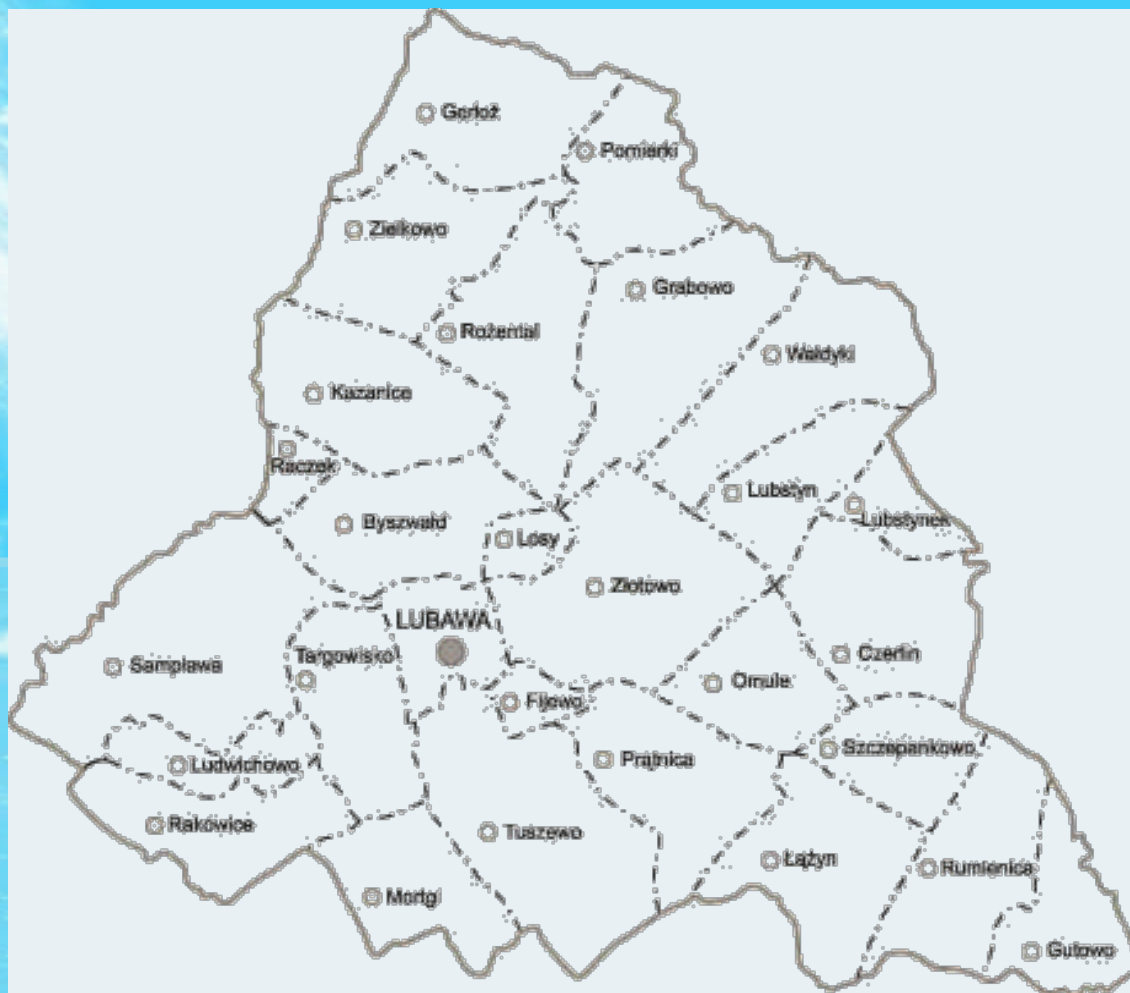 Gierłoż
Pomierki
Zielkowo
Grabowo
Rożental
Wałdyki
Kazanice
Raczek
Lubstyn
Lubstynek
Byszwałd
Losy
Złotowo
LUBAWA
Targowisko
Sampława
Czerlin
Omule
Fijewo
Szczepankowo
Prątnica
Ludwichowo
Rakowice
Tuszewo
Łążyn
Rumienica
Mortęgi
Gutowo